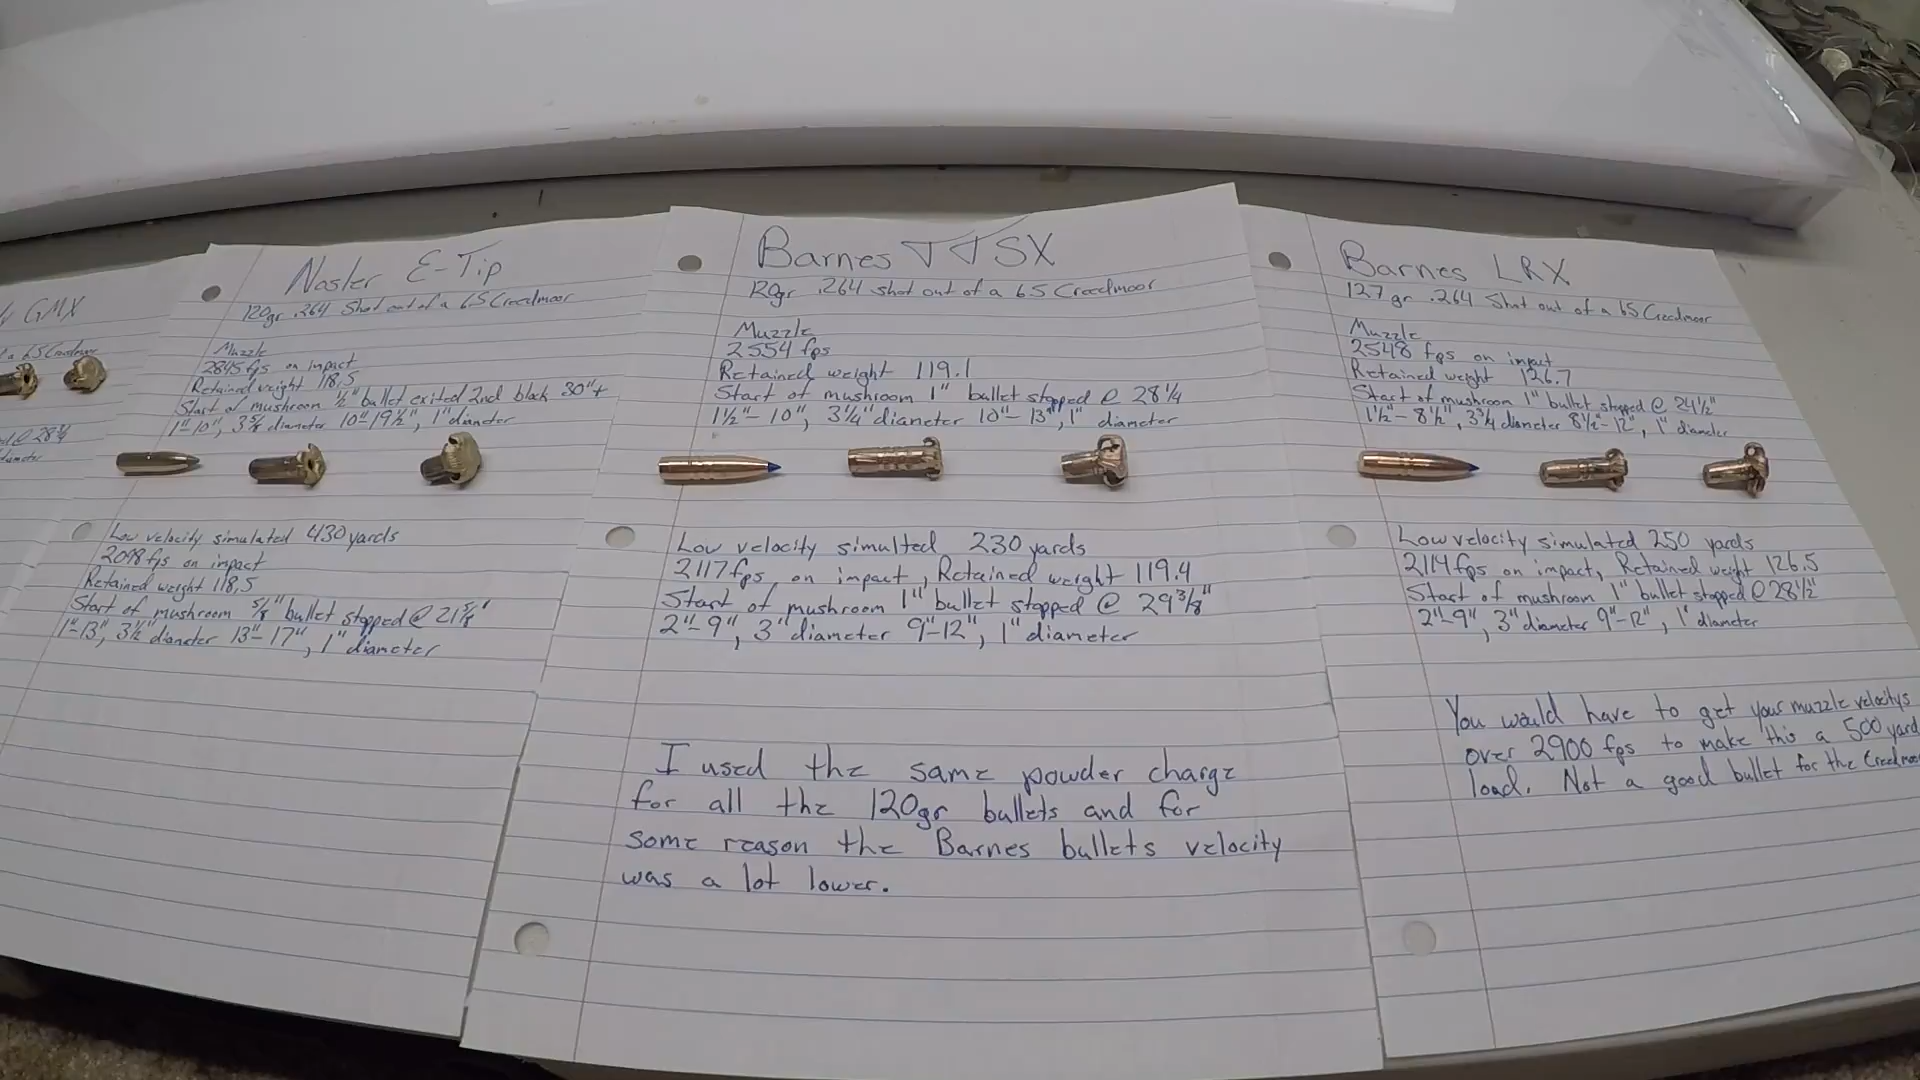 GMX
a 6.5 Creedmoor
@ 28¾
diameter
Nosler E-Tip
120gr .264 Shot out of a 6.5 Creedmoor
Muzzle
2845 fps on impact
Retained weight 118.5
Start of mushroom ½" bullet exited 2nd block 30"+
1"-10", 3⅝ diameter 10"-19½", 1" diameter
Low velocity simulated 430 yards
2098 fps on impact
Retained weight 118.5
Start of mushroom ⅝" bullet stopped @ 21⅝"
1"-13", 3½" diameter 13"-17", 1" diameter
Barnes TTSX
120gr .264 shot out of a 6.5 Creedmoor
Muzzle
2554 fps
Retained weight 119.1
Start of mushroom 1" bullet stopped @ 28¼
1½"-10", 3¼" diameter 10"-13", 1" diameter
Low velocity simulted 230 yards
2117 fps on impact, Retained weight 119.4
Start of mushroom 1" bullet stopped @ 29⅜"
2"-9", 3" diameter 9"-12", 1" diameter
I used the same powder charge
for all the 120gr bullets and for
some reason the Barnes bullets velocity
was a lot lower.
Barnes LRX
127 gr .264 Shot out of a 6.5 Creedmoor
Muzzle
2548 fps on impact
Retained weight 126.7
Start of mushroom 1" bullet stopped @ 24½"
1½"-8½", 3¾ diameter 8½"-12", 1" diameter
Low velocity simulated 250 yards
2114 fps on impact, Retained weight 126.5
Start of mushroom 1" bullet stopped @ 28½"
2"-9", 3" diameter 9"-12", 1" diameter
You would have to get your muzzle velocitys
over 2900 fps to make this a 500 yard
load. Not a good bullet for the Creedmoor